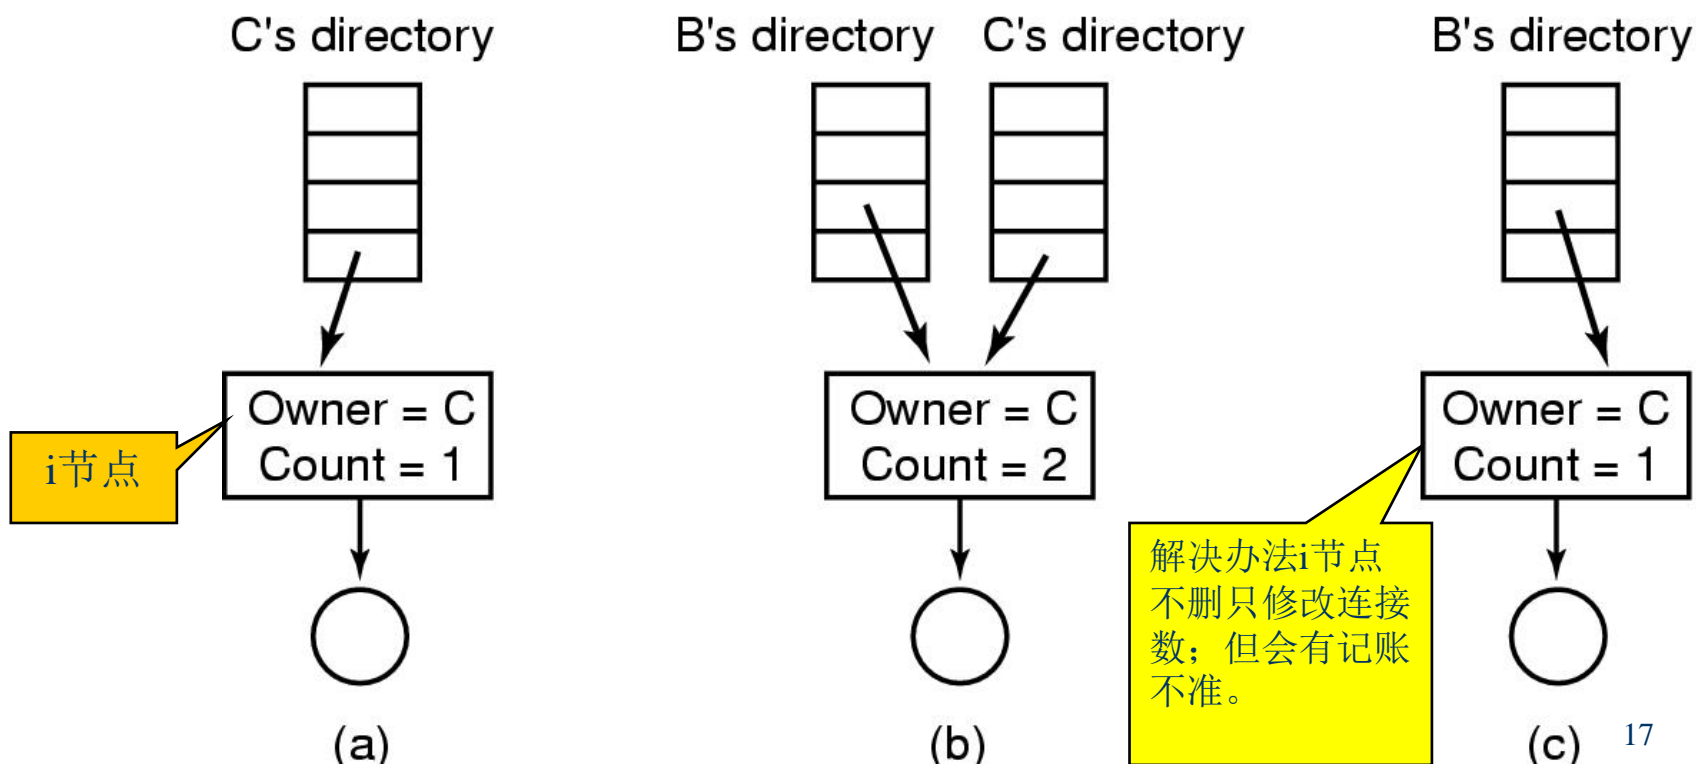 C's directory
B's directory
C's directory
B's directory
Owner = C
Count = 1
i节点
Owner = C
Count = 2
Owner = C
Count = 1
解决办法i节点
不删只修改连接
数；但会有记账
不准。
(a)
(b)
(c)
17